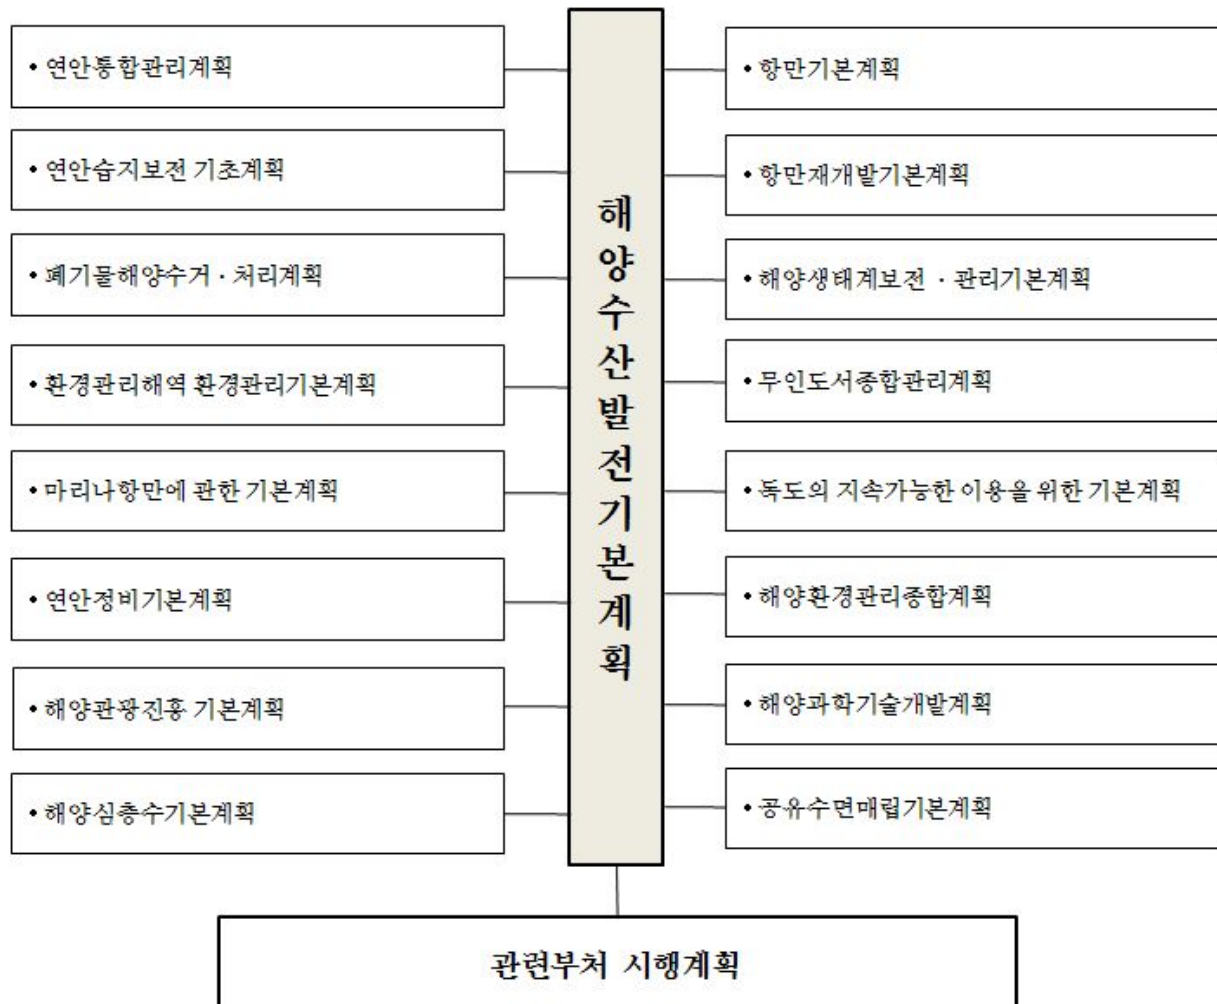 • 연안통합관리계획
• 연안습지보전 기초계획
• 폐기물해양수거 · 처리계획
• 환경관리해역 환경관리기본계획
• 마리나항만에 관한 기본계획
• 연안정비기본계획
• 해양관광진흥 기본계획
• 해양심층수기본계획
해양수산발전기본계획
• 항만기본계획
• 항만재개발기본계획
• 해양생태계보전 · 관리기본계획
• 무인도서종합관리계획
• 독도의 지속가능한 이용을 위한 기본계획
• 해양환경관리종합계획
• 해양과학기술개발계획
• 공유수면매립기본계획
관련부처 시행계획